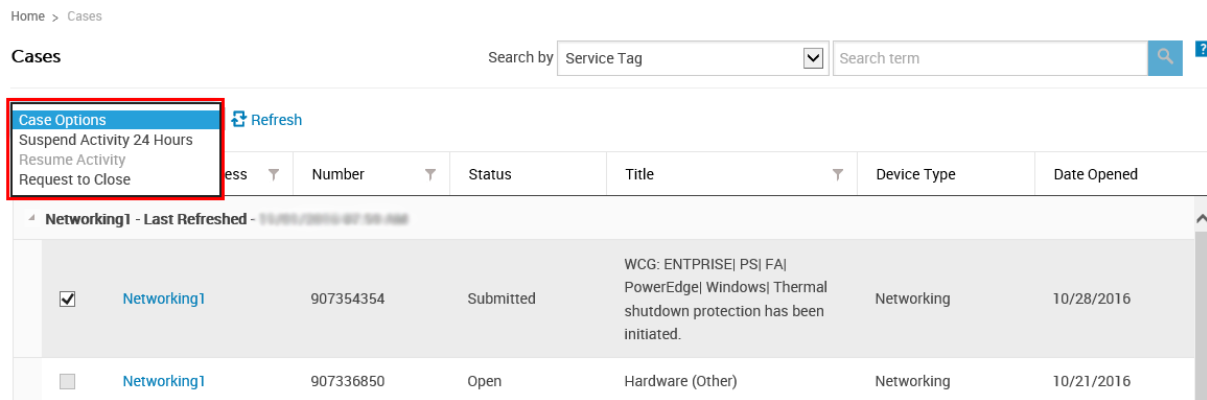 Home > Cases
Cases
Search by Service Tag Search term ?
Case Options
Refresh
Suspend Activity 24 Hours
Resume Activity
Request to Close
ess Number Status Title Device Type Date Opened
Networking1 - Last Refreshed -
WCG: ENTPRISE| PS| FA|
PowerEdge| Windows| Thermal
shutdown protection has been
initiated.
Networking1 907354354 Submitted Networking 10/28/2016
Networking1 907336850 Open Hardware (Other) Networking 10/21/2016